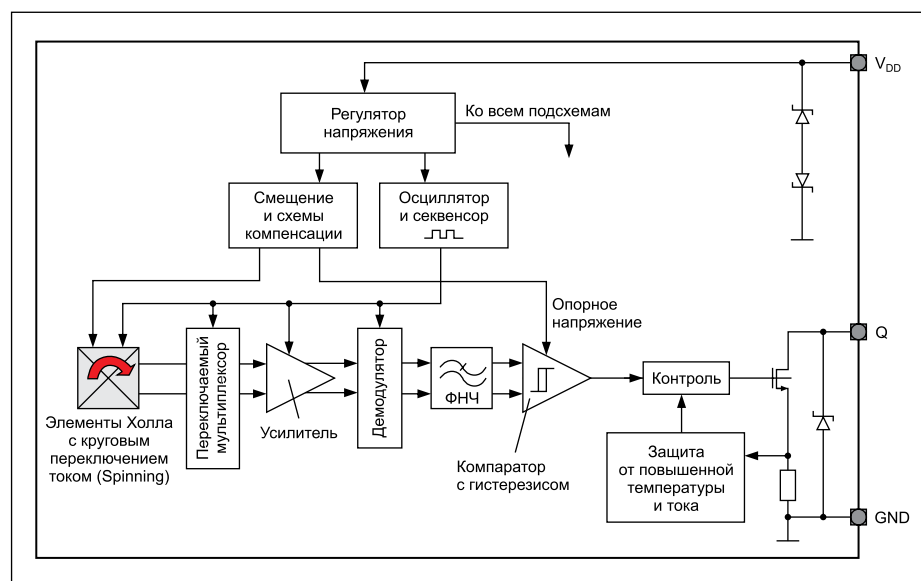 V_DD
Регулятор
напряжения
Ко всем подсхемам
Смещение
и схемы
компенсации
Осциллятор
и секвенсор
Опорное
напряжение
Q
Переключаемый
мультиплексор
Усилитель
Демодулятор
ФНЧ
Контроль
Элементы Холла
с круговым
переключением
током (Spinning)
Компаратор
с гистерезисом
Защита
от повышенной
температуры
и тока
GND